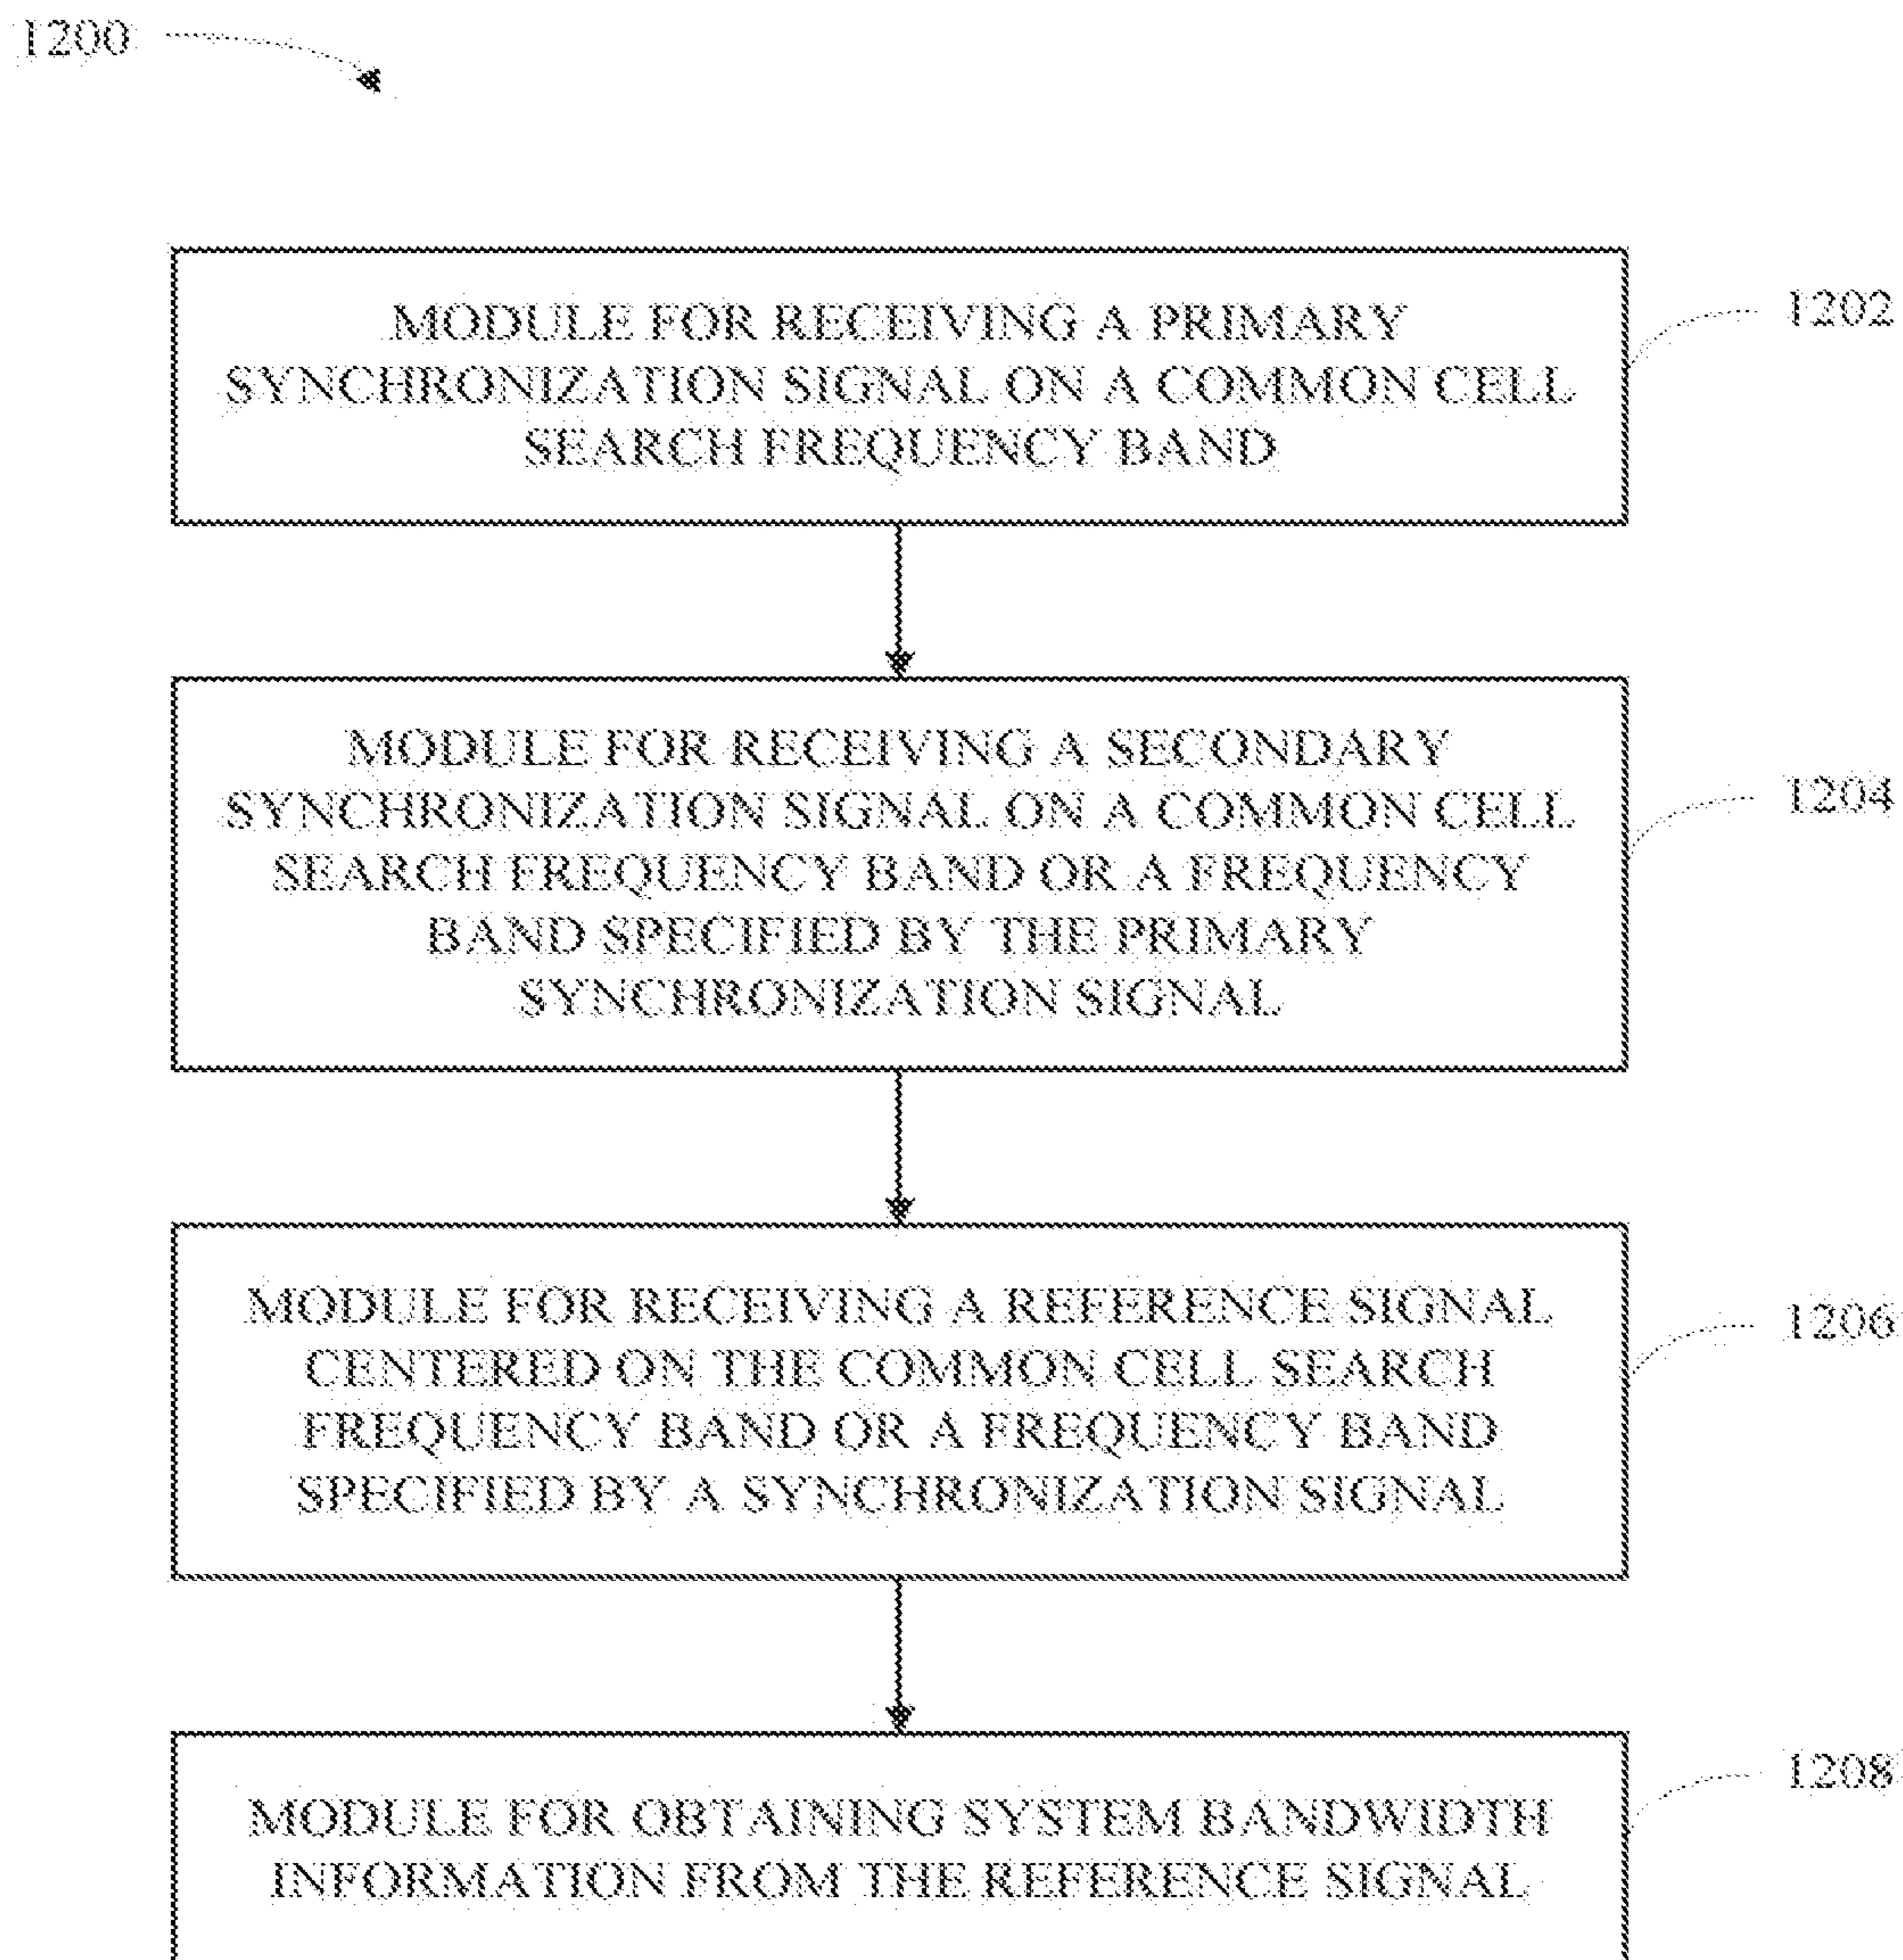 1200
MODULE FOR RECEIVING A PRIMARY
SYNCHRONIZATION SIGNAL ON A COMMON CELL
SEARCH FREQUENCY BAND
1202
MODULE FOR RECEIVING A SECONDARY
SYNCHRONIZATION SIGNAL ON A COMMON CELL
SEARCH FREQUENCY BAND OR A FREQUENCY
BAND SPECIFIED BY THE PRIMARY
SYNCHRONIZATION SIGNAL
1204
MODULE FOR RECEIVING A REFERENCE SIGNAL
CENTERED ON THE COMMON CELL SEARCH
FREQUENCY BAND OR A FREQUENCY BAND
SPECIFIED BY A SYNCHRONIZATION SIGNAL
1206
MODULE FOR OBTAINING SYSTEM BANDWIDTH
INFORMATION FROM THE REFERENCE SIGNAL
1208